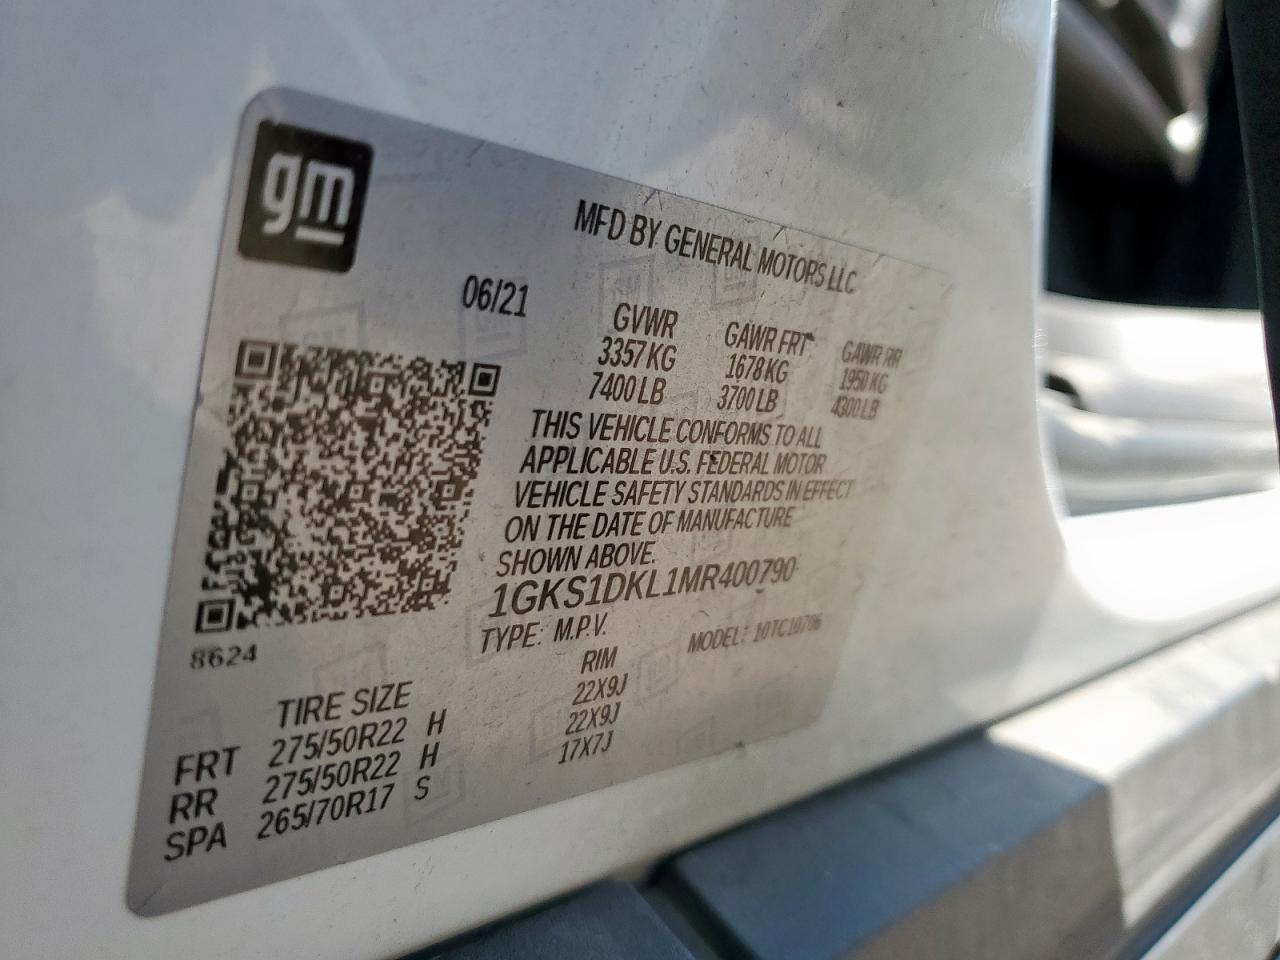 gm
MFD BY GENERAL MOTORS LLC
06/21
GVWR GAWR FRT GAWR RR
3357 KG 1678 KG 1950 KG
7400 LB 3700 LB 4300 LB
THIS VEHICLE CONFORMS TO ALL
APPLICABLE U.S. FEDERAL MOTOR
VEHICLE SAFETY STANDARDS IN EFFECT
ON THE DATE OF MANUFACTURE
SHOWN ABOVE.
1GKS1DKL1MR400790
TYPE: M.P.V. MODEL: 10TC10706
8624
TIRE SIZE RIM
FRT 275/50R22 H 22X9J
RR 275/50R22 H 22X9J
SPA 265/70R17 S 17X7J